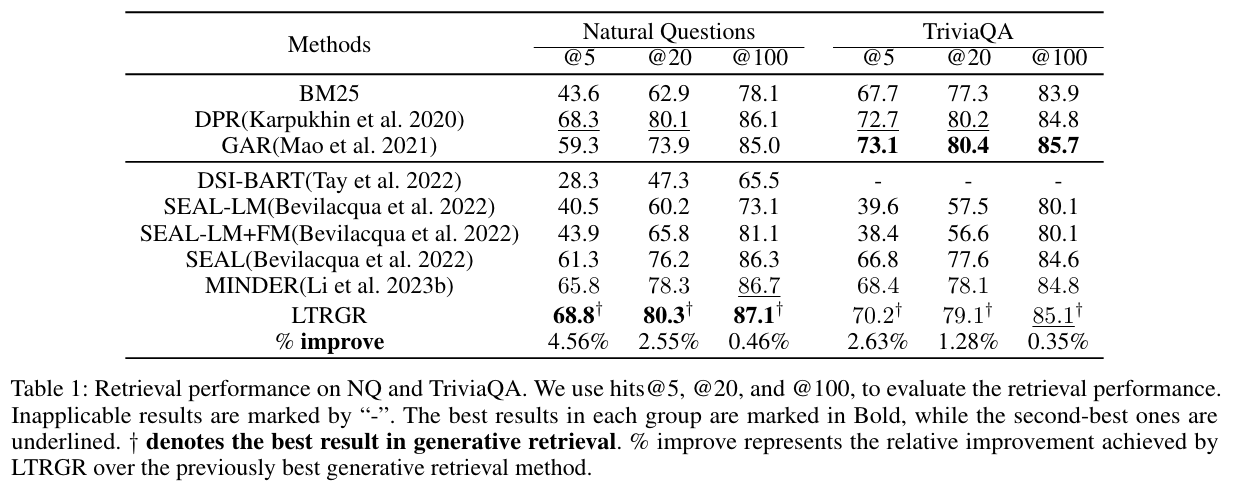 Methods Natural Questions TriviaQA
@5 @20 @100 @5 @20 @100
BM25 43.6 62.9 78.1 67.7 77.3 83.9
DPR(Karpukhin et al. 2020) 68.3 80.1 86.1 72.7 80.2 84.8
GAR(Mao et al. 2021) 59.3 73.9 85.0 73.1 80.4 85.7
DSI-BART(Tay et al. 2022) 28.3 47.3 65.5 - - -
SEAL-LM(Bevilacqua et al. 2022) 40.5 60.2 73.1 39.6 57.5 80.1
SEAL-LM+FM(Bevilacqua et al. 2022) 43.9 65.8 81.1 38.4 56.6 80.1
SEAL(Bevilacqua et al. 2022) 61.3 76.2 86.3 66.8 77.6 84.6
MINDER(Li et al. 2023b) 65.8 78.3 86.7 68.4 78.1 84.8
LTRGR 68.8† 80.3† 87.1† 70.2† 79.1† 85.1†
% improve 4.56% 2.55% 0.46% 2.63% 1.28% 0.35%
Table 1: Retrieval performance on NQ and TriviaQA. We use hits@5, @20, and @100, to evaluate the retrieval performance.
Inapplicable results are marked by “-”. The best results in each group are marked in Bold, while the second-best ones are
underlined. † denotes the best result in generative retrieval. % improve represents the relative improvement achieved by
LTRGR over the previously best generative retrieval method.